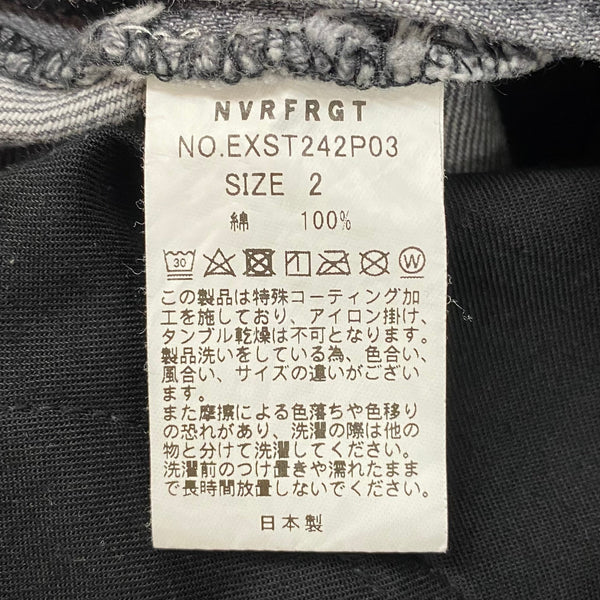 NVRFRGT
NO.EXST242P03
SIZE 2
綿 100%
30 W
この製品は特殊コーティング加
工を施しており、アイロン掛け、
タンブル乾燥は不可となります。
製品洗いをしている為、色合い、
風合い、サイズの違いがござい
ます。
また摩擦による色落ちや色移り
の恐れがあり、洗濯の際は他の
物と分けて洗濯してください。
洗濯前のつけ置きや濡れたまま
で長時間放置しないでください。
日本製